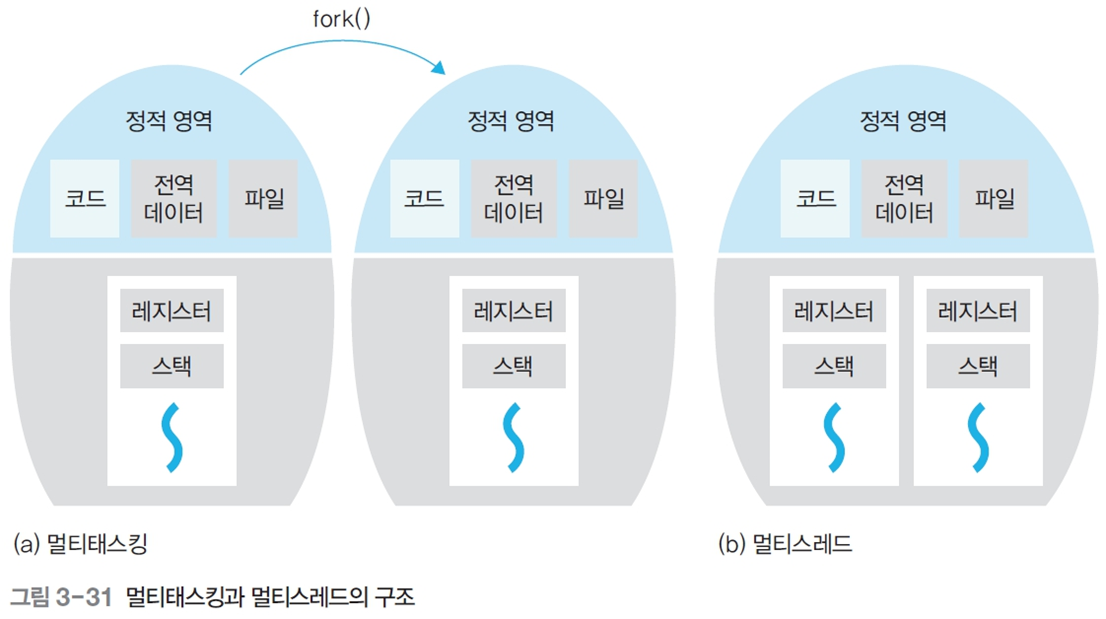 fork()
정적 영역
코드
전역
데이터
파일
레지스터
스택
정적 영역
코드
전역
데이터
파일
레지스터
스택
(a) 멀티태스킹
정적 영역
코드
전역
데이터
파일
레지스터
스택
레지스터
스택
(b) 멀티스레드
그림 3-31 멀티태스킹과 멀티스레드의 구조